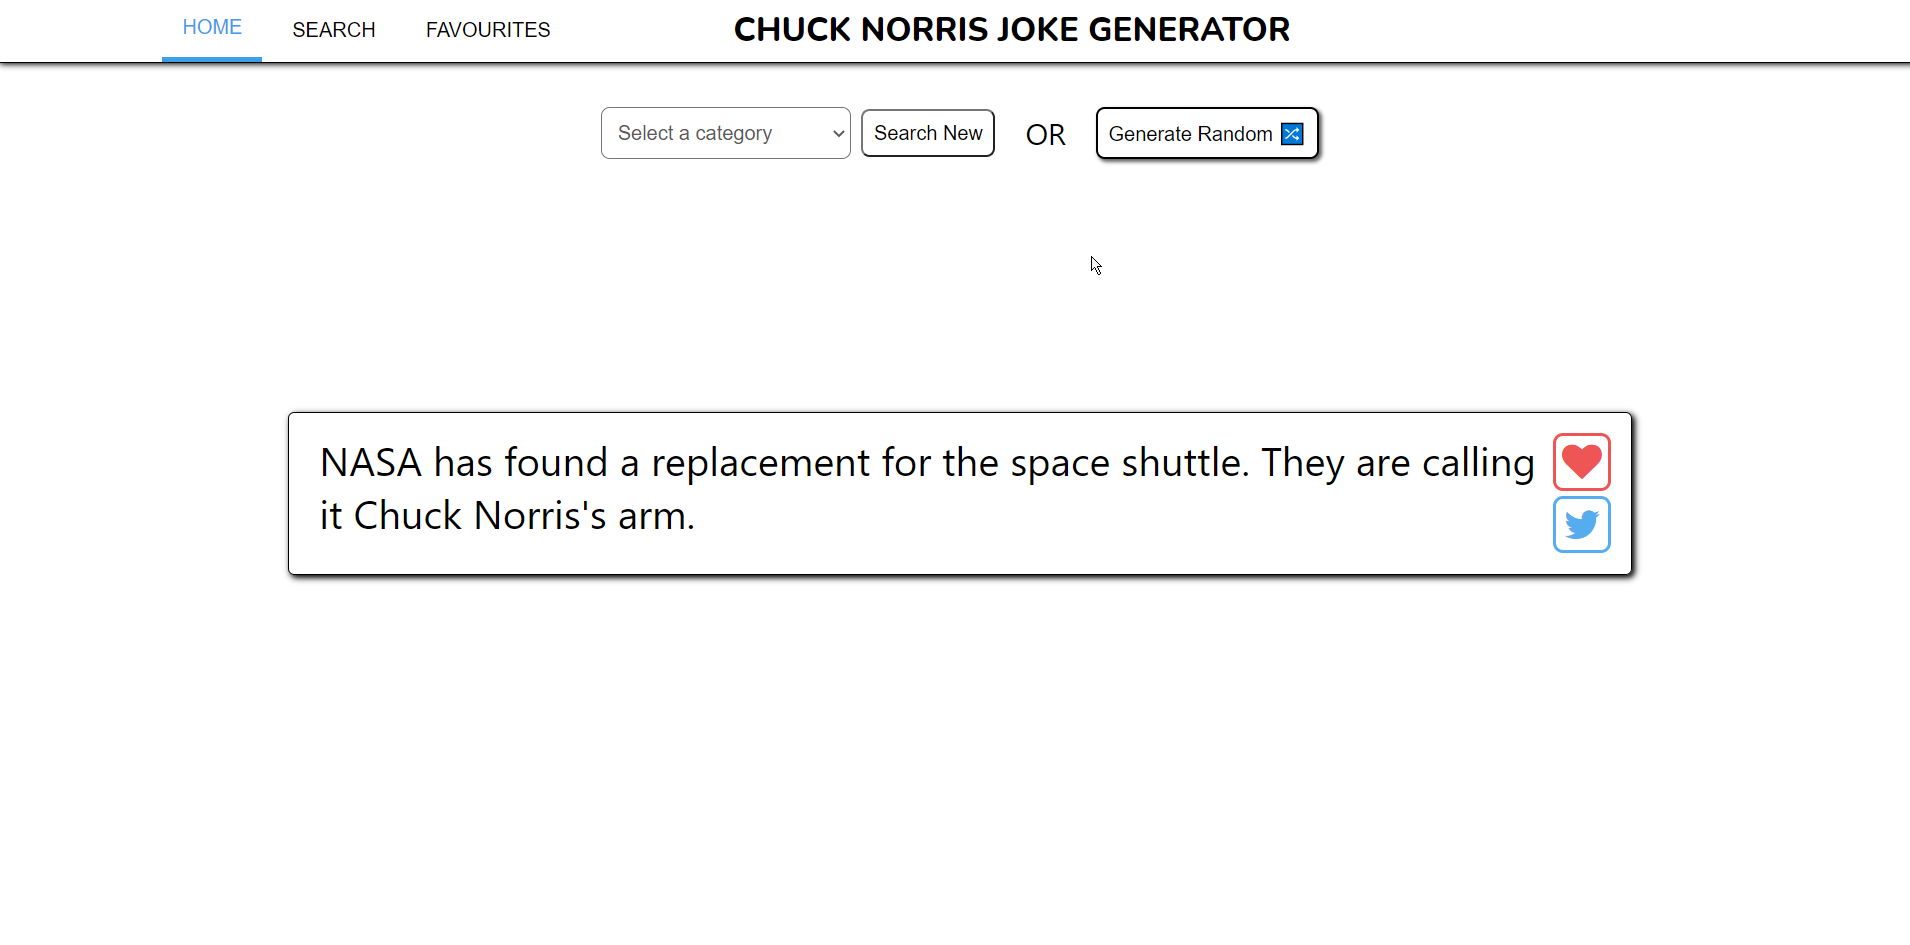 HOME SEARCH FAVOURITES CHUCK NORRIS JOKE GENERATOR
Select a category Search New OR Generate Random
NASA has found a replacement for the space shuttle. They are calling
it Chuck Norris's arm.